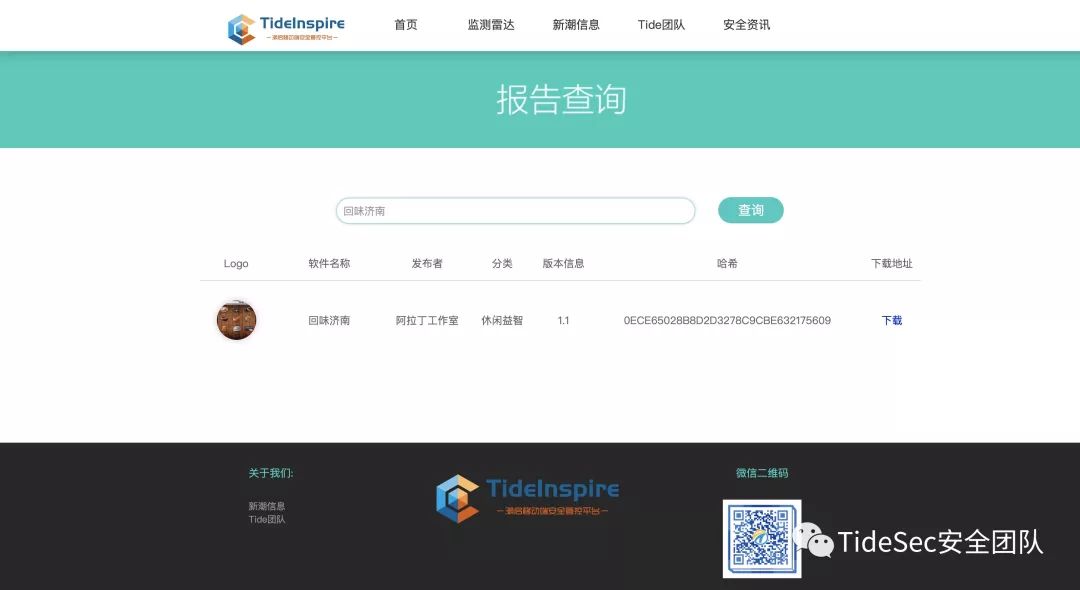 TideInspire
潮启移动端安全管控平台
首页 监测雷达 新潮信息 Tide团队 安全资讯
报告查询
回味济南 查询
Logo 软件名称 发布者 分类 版本信息 哈希 下载地址
回味济南 阿拉丁工作室 休闲益智 1.1 0ECE65028B8D2D3278C9CBE632175609 下载
关于我们:
新潮信息
Tide团队
TideInspire
潮启移动端安全管控平台
微信二维码
TideSec安全团队